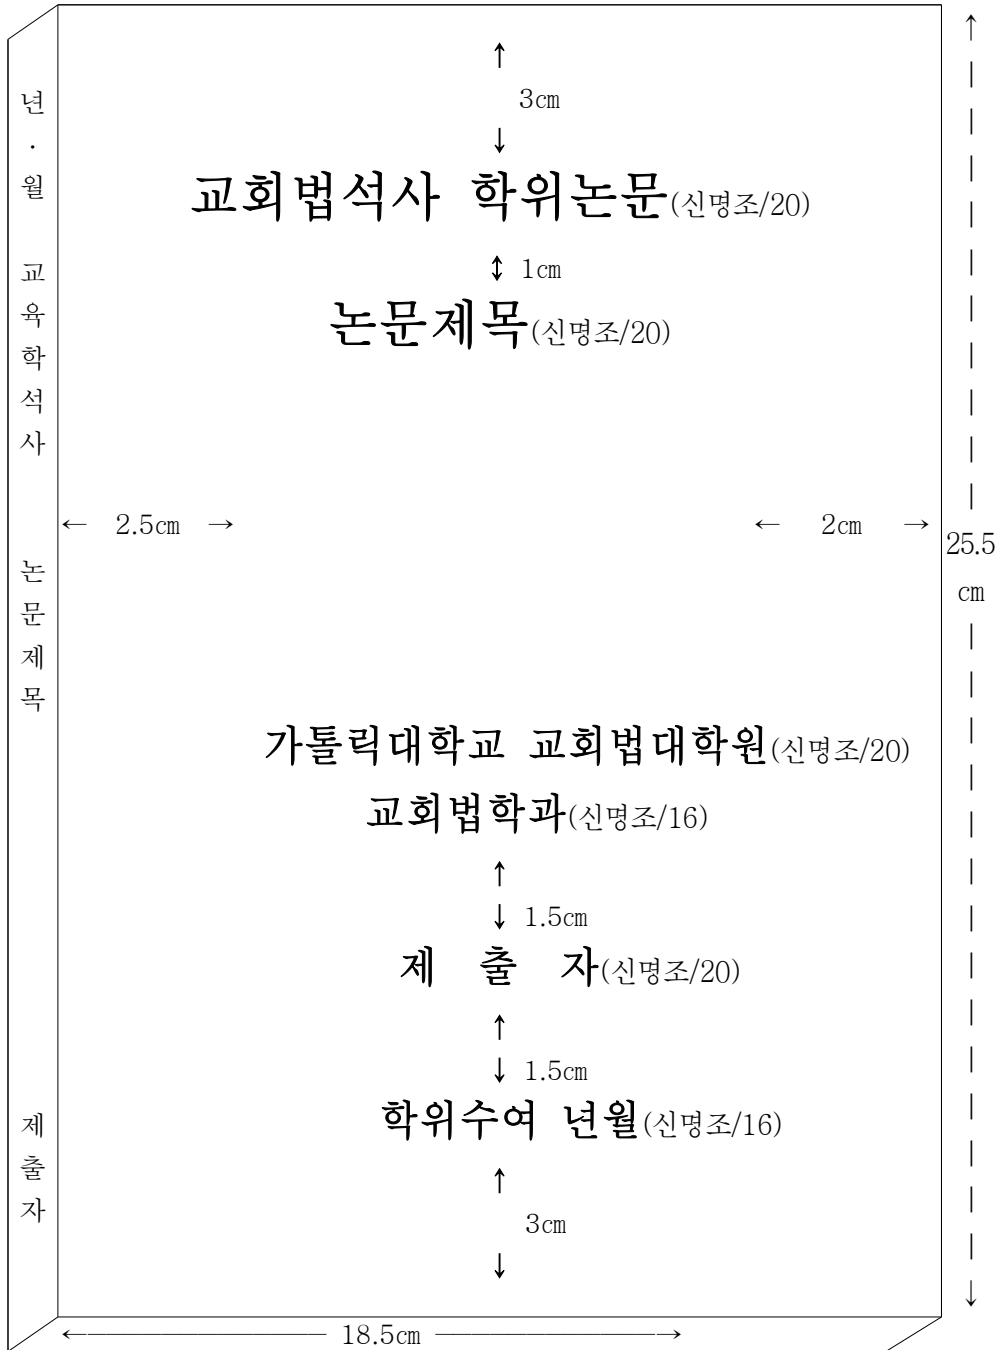 년·월 교육학석사 논문제목 제출자
↑
3㎝
↓
교회법석사 학위논문(신명조/20)
↕ 1㎝
논문제목(신명조/20)
← 2.5㎝ → ← 2㎝ →
25.5
㎝
가톨릭대학교 교회법대학원(신명조/20)
교회법학과(신명조/16)
↑
↓ 1.5㎝
제 출 자(신명조/20)
↑
↓ 1.5㎝
학위수여 년월(신명조/16)
↑
3㎝
↓
←――――――― 18.5㎝ ―――――――→